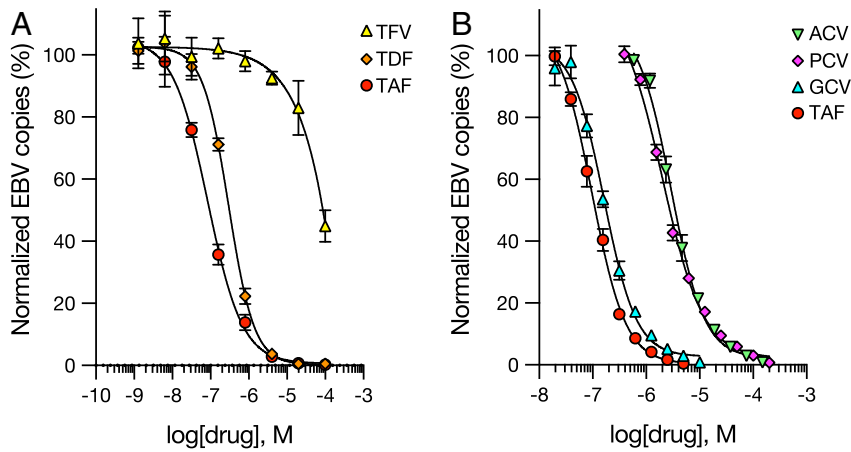 A
TFV
TDF
TAF
Normalized EBV copies (%)
100
80
60
40
20
0
-10 -9 -8 -7 -6 -5 -4 -3
log[drug], M
B
ACV
PCV
GCV
TAF
Normalized EBV copies (%)
100
80
60
40
20
0
-8 -7 -6 -5 -4 -3
log[drug], M